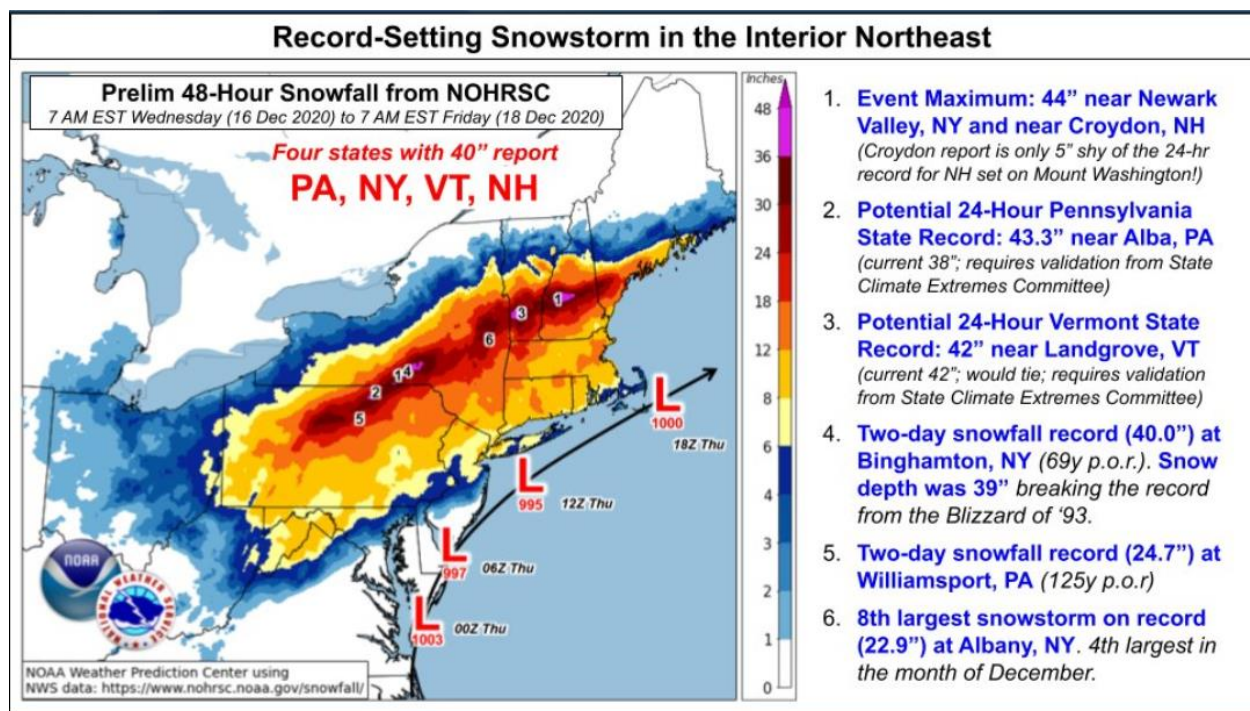 Record-Setting Snowstorm in the Interior Northeast
Prelim 48-Hour Snowfall from NOHRSC
7 AM EST Wednesday (16 Dec 2020) to 7 AM EST Friday (18 Dec 2020)
Four states with 40” report
PA, NY, VT, NH
1
3
6
14
2
5
L
1000
18Z Thu
L
995
12Z Thu
L
997
06Z Thu
L
1003
00Z Thu
NOAA
NATIONAL WEATHER SERVICE
NOAA Weather Prediction Center using
NWS data: https://www.nohrsc.noaa.gov/snowfall/
Inches
48
36
30
24
18
12
8
6
4
3
2
1
0
1. Event Maximum: 44” near Newark
Valley, NY and near Croydon, NH
(Croydon report is only 5” shy of the 24-hr
record for NH set on Mount Washington!)
2. Potential 24-Hour Pennsylvania
State Record: 43.3” near Alba, PA
(current 38”; requires validation from State
Climate Extremes Committee)
3. Potential 24-Hour Vermont State
Record: 42” near Landgrove, VT
(current 42”; would tie; requires validation
from State Climate Extremes Committee)
4. Two-day snowfall record (40.0”) at
Binghamton, NY (69y p.o.r.). Snow
depth was 39” breaking the record
from the Blizzard of ‘93.
5. Two-day snowfall record (24.7”) at
Williamsport, PA (125y p.o.r)
6. 8th largest snowstorm on record
(22.9”) at Albany, NY. 4th largest in
the month of December.